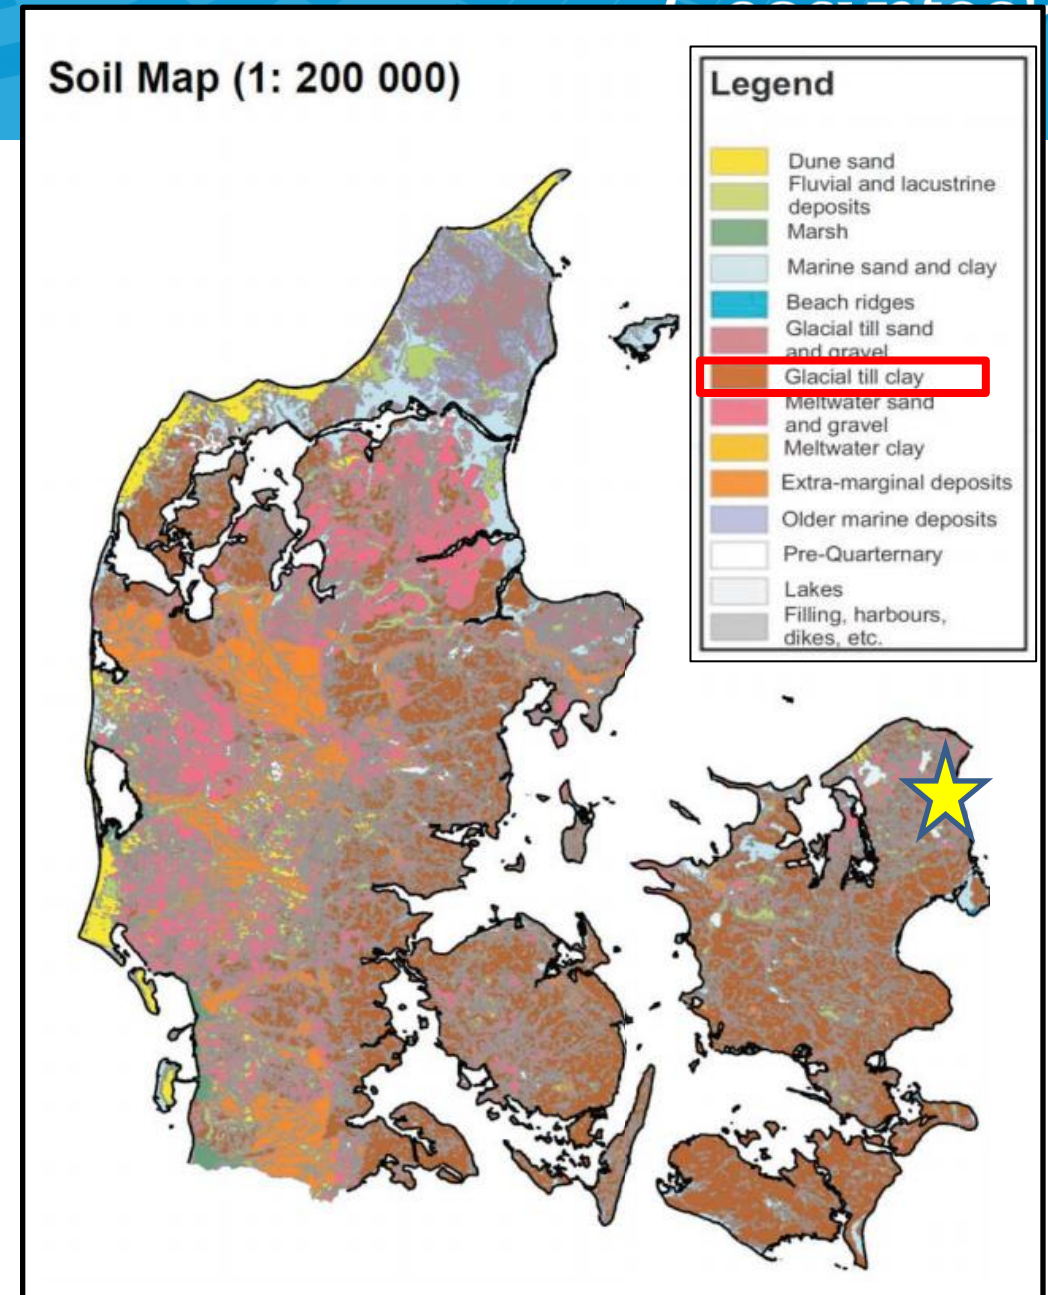 Soil Map (1: 200 000)
Legend
Dune sand
Fluvial and lacustrine
deposits
Marsh
Marine sand and clay
Beach ridges
Glacial till sand
and gravel
Glacial till clay
Meltwater sand
and gravel
Meltwater clay
Extra-marginal deposits
Older marine deposits
Pre-Quarternary
Lakes
Filling, harbours,
dikes, etc.